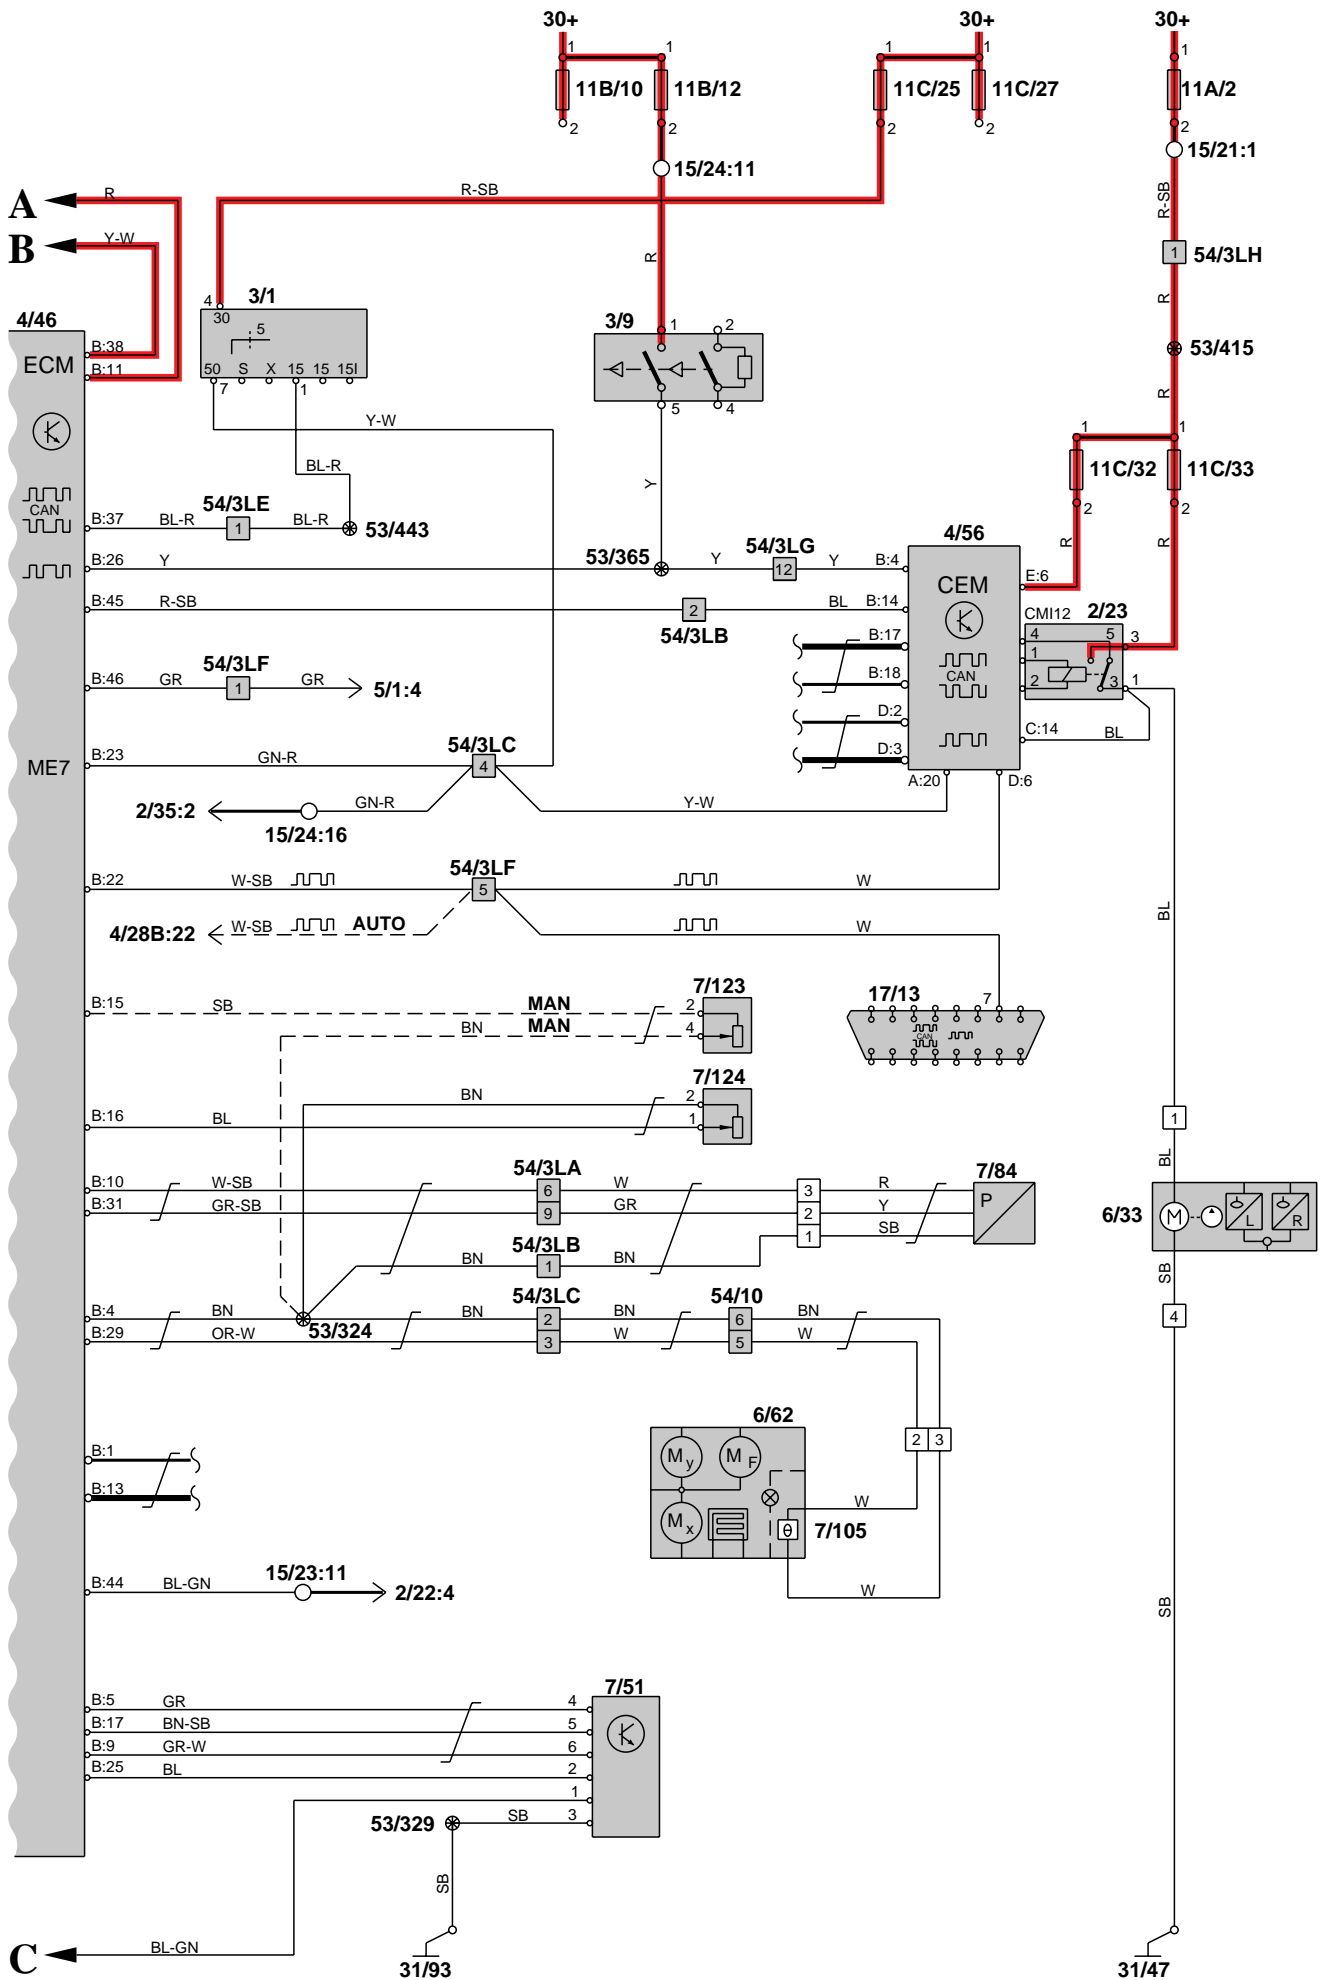 30+ 30+ 30+
1 1 1 1 1
11B/10 11B/12 11C/25 11C/27 11A/2
2 2 2 2 2
15/24:11 15/21:1
A R R-SB R-SB
B Y-W R 1 54/3LH
4 3/1 R
4/46 30 5 3/9 1 2 53/415
B:38
ECM
B:11 50 S X 15 15 15I
7 1 5 4 R
Y-W 1 1
BL-R 11C/32 11C/33
54/3LE Y 2 2
CAN
B:37 BL-R 1 BL-R 53/443 4/56 R R
B:26 Y 53/365 Y 54/3LG 12 Y B:4
CEM E:6
B:45 R-SB 2 BL B:14 CMI12 2/23
54/3LB
B:17 4 5 3
1
54/3LF B:18 CAN 2 3 1
B:46 GR 1 GR 5/1:4
D:2
C:14 BL
D:3
54/3LC
B:23 GN-R 4
ME7 A:20 D:6
2/35:2 GN-R Y-W
15/24:16
54/3LF
B:22 W-SB 5 W
4/28B:22 W-SB AUTO W BL
B:15 SB MAN 2 7/123 17/13 7
BN MAN 4 CAN
7/124
BN 2
B:16 BL 1 1
54/3LA BL
B:10 W-SB 6 W 3 R 7/84
B:31 GR-SB 9 GR 2 Y P 6/33 M L R
1 SB
54/3LB
BN 1 BN SB
54/3LC 54/10
B:4 BN BN 2 BN 6 BN 4
53/324
B:29 OR-W 3 W 5 W
6/62
2 3
B:1 My MF
B:13 W
Mx θ 7/105
15/23:11
B:44 BL-GN 2/22:4 W
SB
7/51
B:5 GR 4
B:17 BN-SB 5
B:9 GR-W 6
B:25 BL 2
1
53/329 SB 3
SB
C BL-GN
31/93 31/47